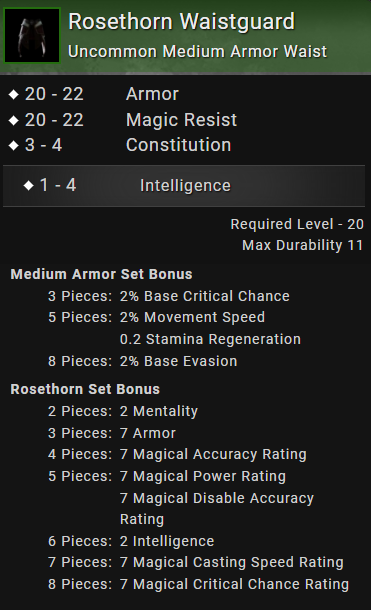 Rosethorn Waistguard
Uncommon Medium Armor Waist
20 - 22 Armor
20 - 22 Magic Resist
3 - 4 Constitution
1 - 4 Intelligence
Required Level - 20
Max Durability 11
Medium Armor Set Bonus
3 Pieces: 2% Base Critical Chance
5 Pieces: 2% Movement Speed
0.2 Stamina Regeneration
8 Pieces: 2% Base Evasion
Rosethorn Set Bonus
2 Pieces: 2 Mentality
3 Pieces: 7 Armor
4 Pieces: 7 Magical Accuracy Rating
5 Pieces: 7 Magical Power Rating
7 Magical Disable Accuracy
Rating
6 Pieces: 2 Intelligence
7 Pieces: 7 Magical Casting Speed Rating
8 Pieces: 7 Magical Critical Chance Rating